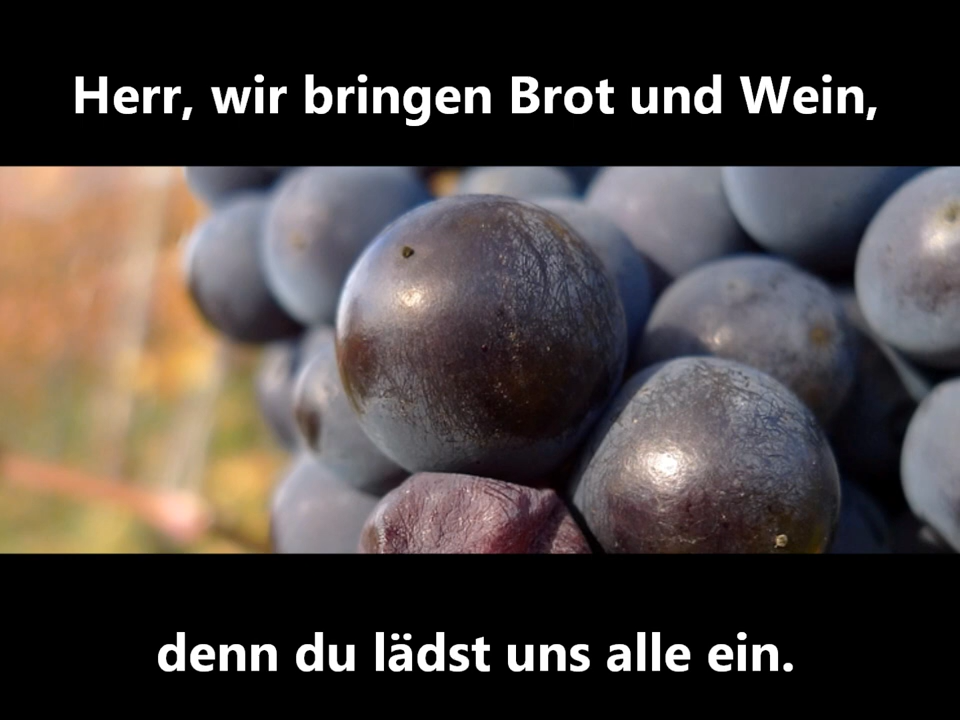 Herr, wir bringen Brot und Wein,
denn du lädst uns alle ein.